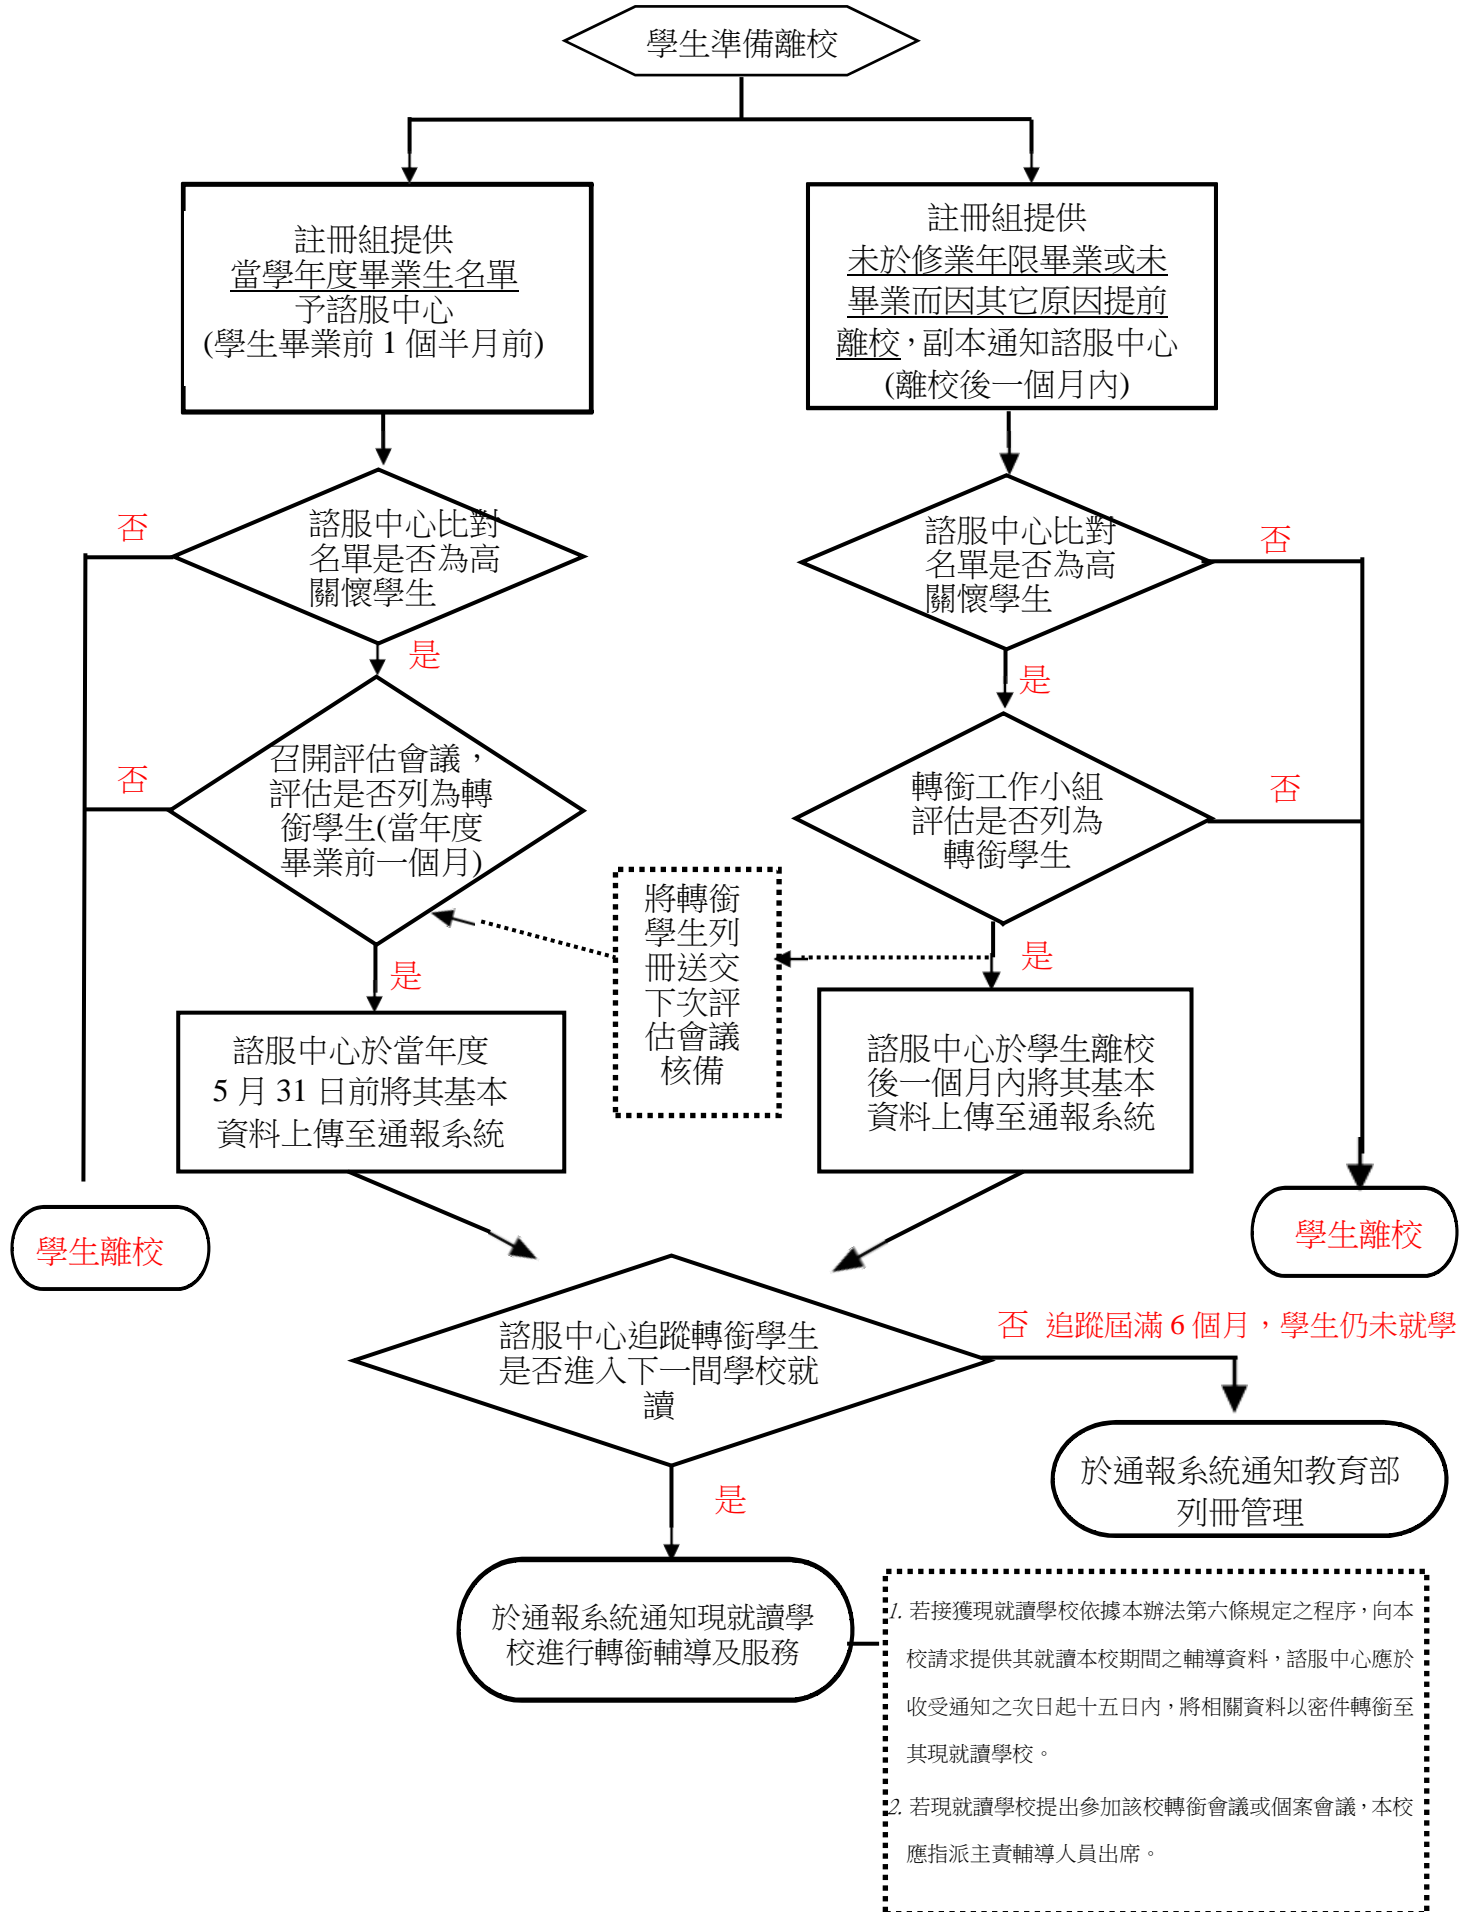 學生準備離校
註冊組提供
當學年度畢業生名單
予諮服中心
(學生畢業前 1 個半月前)
註冊組提供
未於修業年限畢業或未
畢業而因其它原因提前
離校，副本通知諮服中心
(離校後一個月內)
否
諮服中心比對
名單是否為高
關懷學生
是
諮服中心比對
名單是否為高
關懷學生
否
是
否
召開評估會議，
評估是否列為轉
銜學生(當年度
畢業前一個月)
是
轉銜工作小組
評估是否列為
轉銜學生
否
是
將轉銜
學生列
冊送交
下次評
估會議
核備
諮服中心於當年度
5 月 31 日前將其基本
資料上傳至通報系統
諮服中心於學生離校
後一個月內將其基本
資料上傳至通報系統
學生離校
學生離校
諮服中心追蹤轉銜學生
是否進入下一間學校就
讀
否 追蹤屆滿 6 個月，學生仍未就學
是
於通報系統通知教育部
列冊管理
於通報系統通知現就讀學
校進行轉銜輔導及服務
1. 若接獲現就讀學校依據本辦法第六條規定之程序，向本
校請求提供其就讀本校期間之輔導資料，諮服中心應於
收受通知之次日起十五日內，將相關資料以密件轉銜至
其現就讀學校。
2. 若現就讀學校提出參加該校轉銜會議或個案會議，本校
應指派主責輔導人員出席。